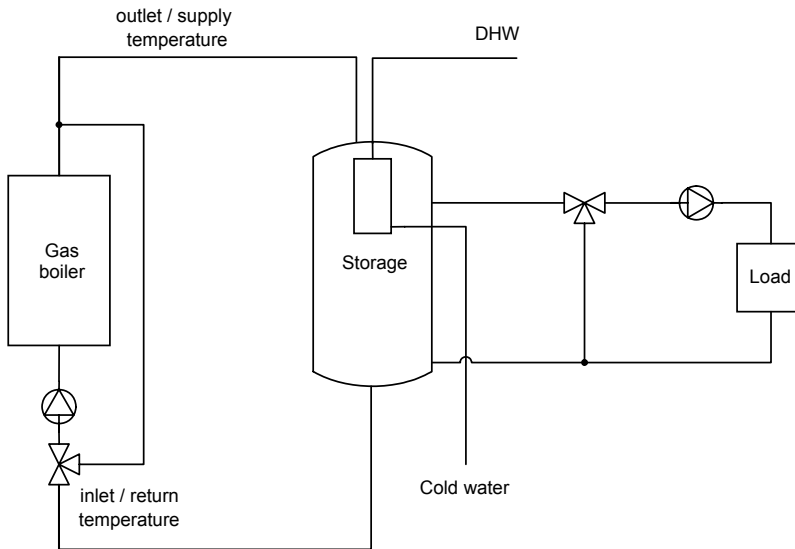 outlet / supply
temperature
DHW
Gas
boiler
Storage
Load
Cold water
inlet / return
temperature